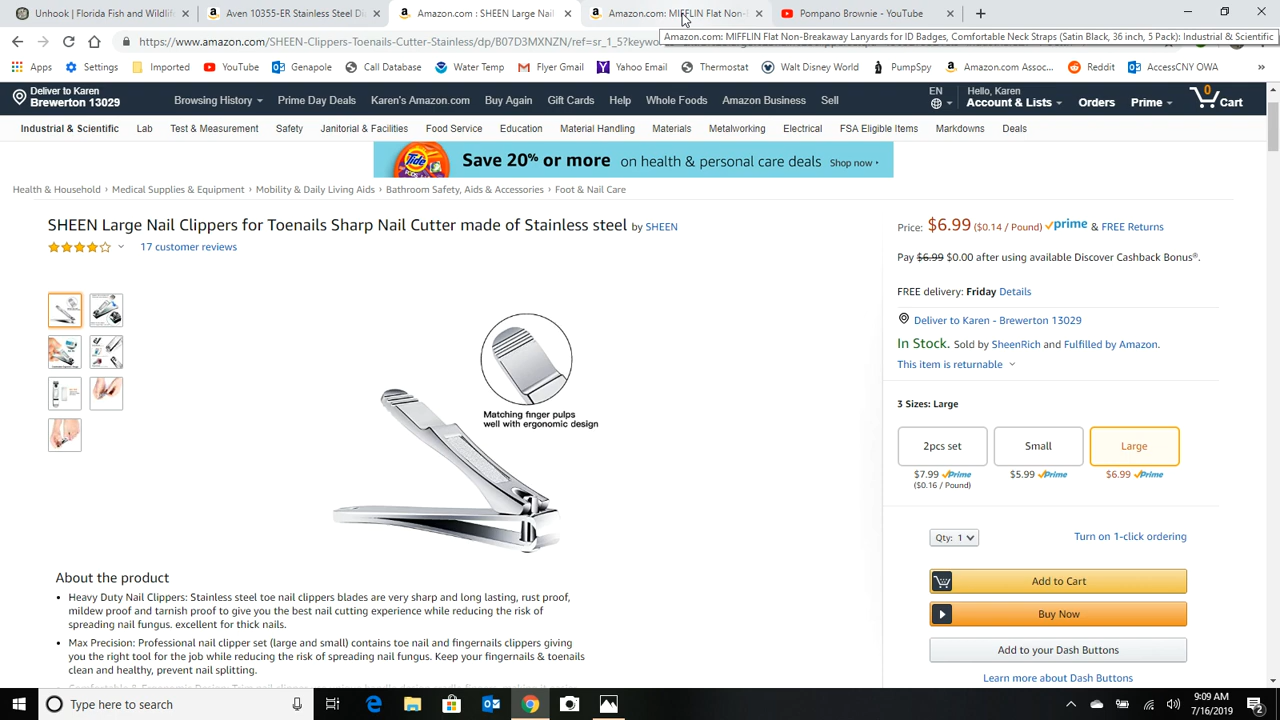 Unhook | Florida Fish and Wildlif
Aven 10355-ER Stainless Steel Di
Amazon.com : SHEEN Large Nail
Amazon.com: MIFFLIN Flat Non-
Pompano Brownie - YouTube
Amazon.com: MIFFLIN Flat Non-Breakaway Lanyards for ID Badges, Comfortable Neck Straps (Satin Black, 36 inch, 5 Pack): Industrial & Scientific
https://www.amazon.com/SHEEN-Clippers-Toenails-Cutter-Stainless/dp/B07D3MXNZN/ref=sr_1_5?keywo
Apps Settings Imported YouTube Genapole Call Database Water Temp Flyer Gmail Yahoo Email Thermostat Walt Disney World PumpSpy Amazon.com Assoc... Reddit AccessCNY OWA »
Deliver to Karen
Brewerton 13029
Browsing History Prime Day Deals Karen's Amazon.com Buy Again Gift Cards Help Whole Foods Amazon Business Sell
EN
Hello, Karen
Account & Lists
Orders
Prime
0
Cart
Industrial & Scientific Lab Test & Measurement Safety Janitorial & Facilities Food Service Education Material Handling Materials Metalworking Electrical FSA Eligible Items Markdowns Deals
Tide
PODS
Save 20% or more on health & personal care deals Shop now ›
Health & Household › Medical Supplies & Equipment › Mobility & Daily Living Aids › Bathroom Safety, Aids & Accessories › Foot & Nail Care
SHEEN Large Nail Clippers for Toenails Sharp Nail Cutter made of Stainless steel by SHEEN
17 customer reviews
Matching finger pulps
well with ergonomic design
About the product
• Heavy Duty Nail Clippers: Stainless steel toe nail clippers blades are very sharp and long lasting, rust proof,
mildew proof and tarnish proof to give you the best nail cutting experience while reducing the risk of
spreading nail fungus. excellent for thick nails.
• Max Precision: Professional nail clipper set (large and small) contains toe nail and fingernails clippers giving
you the right tool for the job while reducing the risk of spreading nail fungus. Keep your fingernails & toenails
clean and healthy, prevent nail splitting.
Price: $6.99 ($0.14 / Pound) prime & FREE Returns
Pay $6.99 $0.00 after using available Discover Cashback Bonus®.
FREE delivery: Friday Details
Deliver to Karen - Brewerton 13029
In Stock. Sold by SheenRich and Fulfilled by Amazon.
This item is returnable
3 Sizes: Large
2pcs set Small Large
$7.99 prime $5.99 prime $6.99 prime
($0.16 / Pound)
Qty: 1
Turn on 1-click ordering
Add to Cart
Buy Now
Add to your Dash Buttons
Learn more about Dash Buttons
Type here to search
9:09 AM
7/16/2019
2